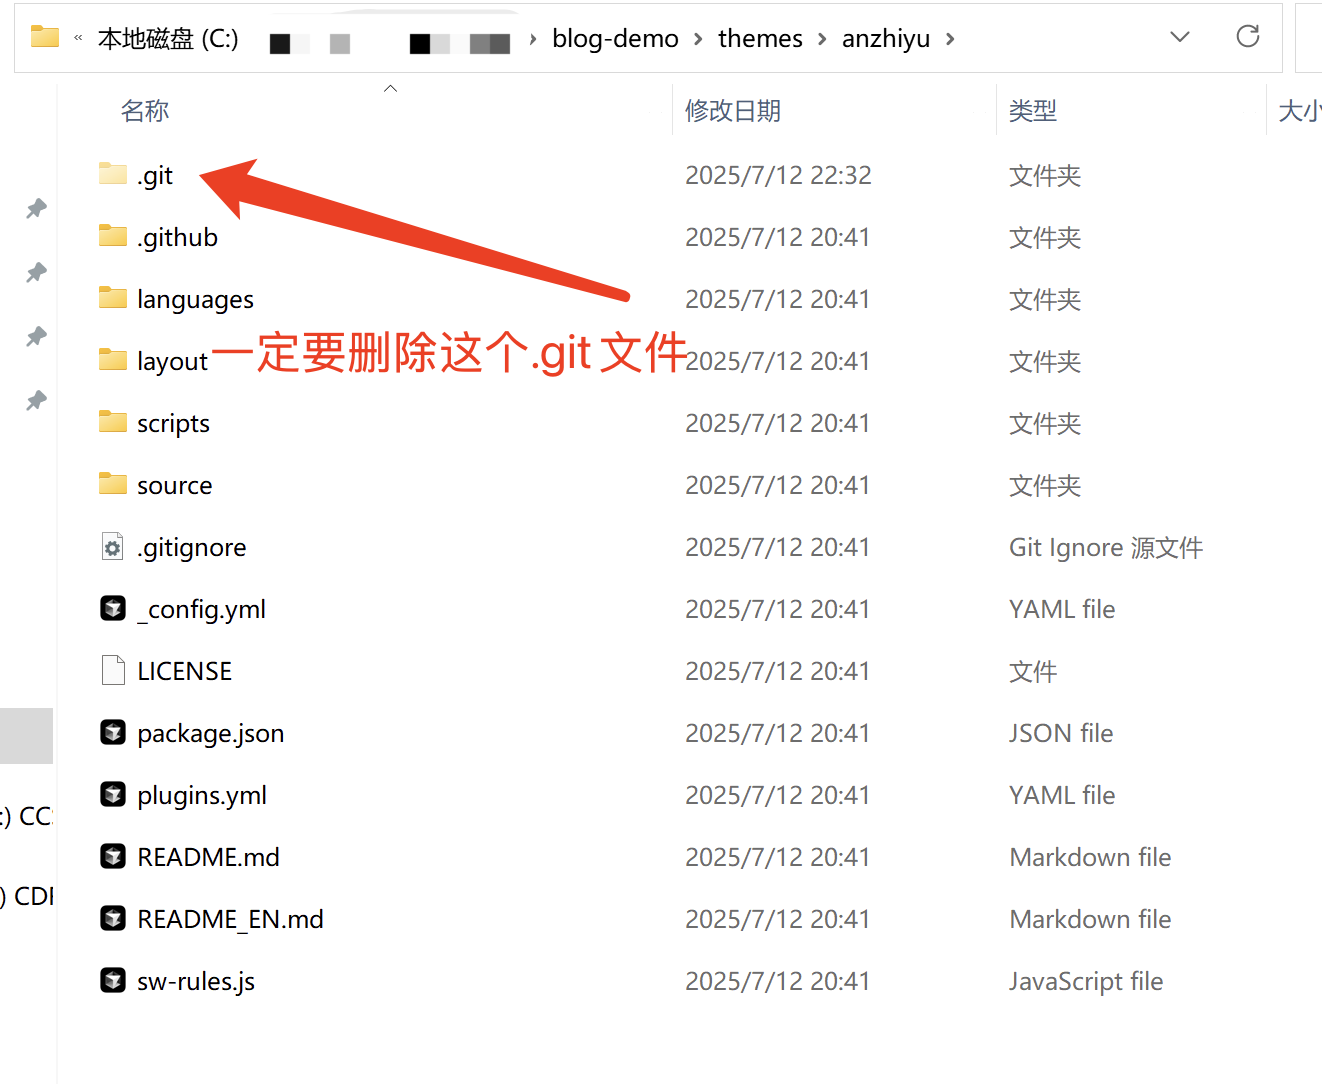 « 本地磁盘 (C:) › blog-demo › themes › anzhiyu ›
名称 修改日期 类型 大小
.git 2025/7/12 22:32 文件夹
.github 2025/7/12 20:41 文件夹
languages 2025/7/12 20:41 文件夹
一定要删除这个.git文件
layout 2025/7/12 20:41 文件夹
scripts 2025/7/12 20:41 文件夹
source 2025/7/12 20:41 文件夹
.gitignore 2025/7/12 20:41 Git Ignore 源文件
_config.yml 2025/7/12 20:41 YAML file
LICENSE 2025/7/12 20:41 文件
package.json 2025/7/12 20:41 JSON file
plugins.yml 2025/7/12 20:41 YAML file
:) CC
README.md 2025/7/12 20:41 Markdown file
) CD
README_EN.md 2025/7/12 20:41 Markdown file
sw-rules.js 2025/7/12 20:41 JavaScript file